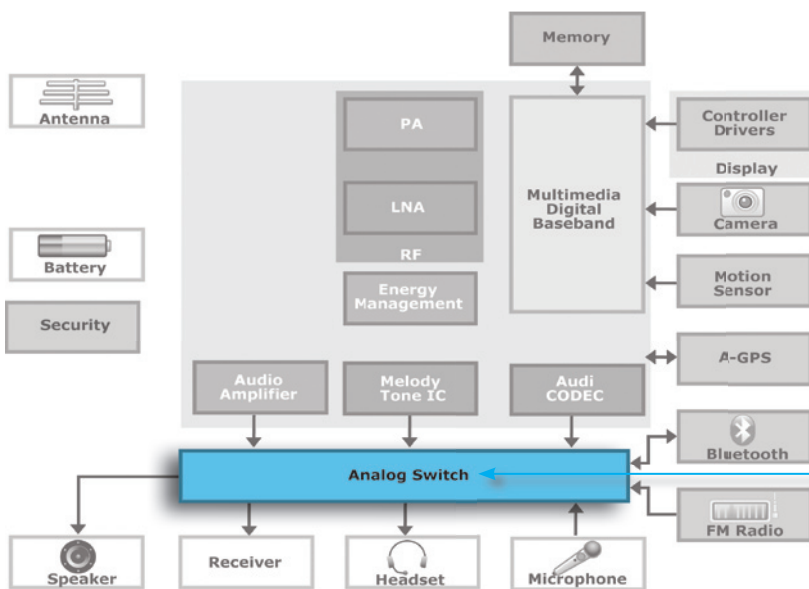 Memory
Antenna
PA
Controller
Drivers
Display
LNA
Multimedia
Digital
Baseband
Camera
RF
Battery
Energy
Management
Motion
Sensor
Security
A-GPS
Audio
Amplifier
Melody
Tone IC
Audi
CODEC
Bluetooth
Analog Switch
FM Radio
Speaker
Receiver
Headset
Microphone